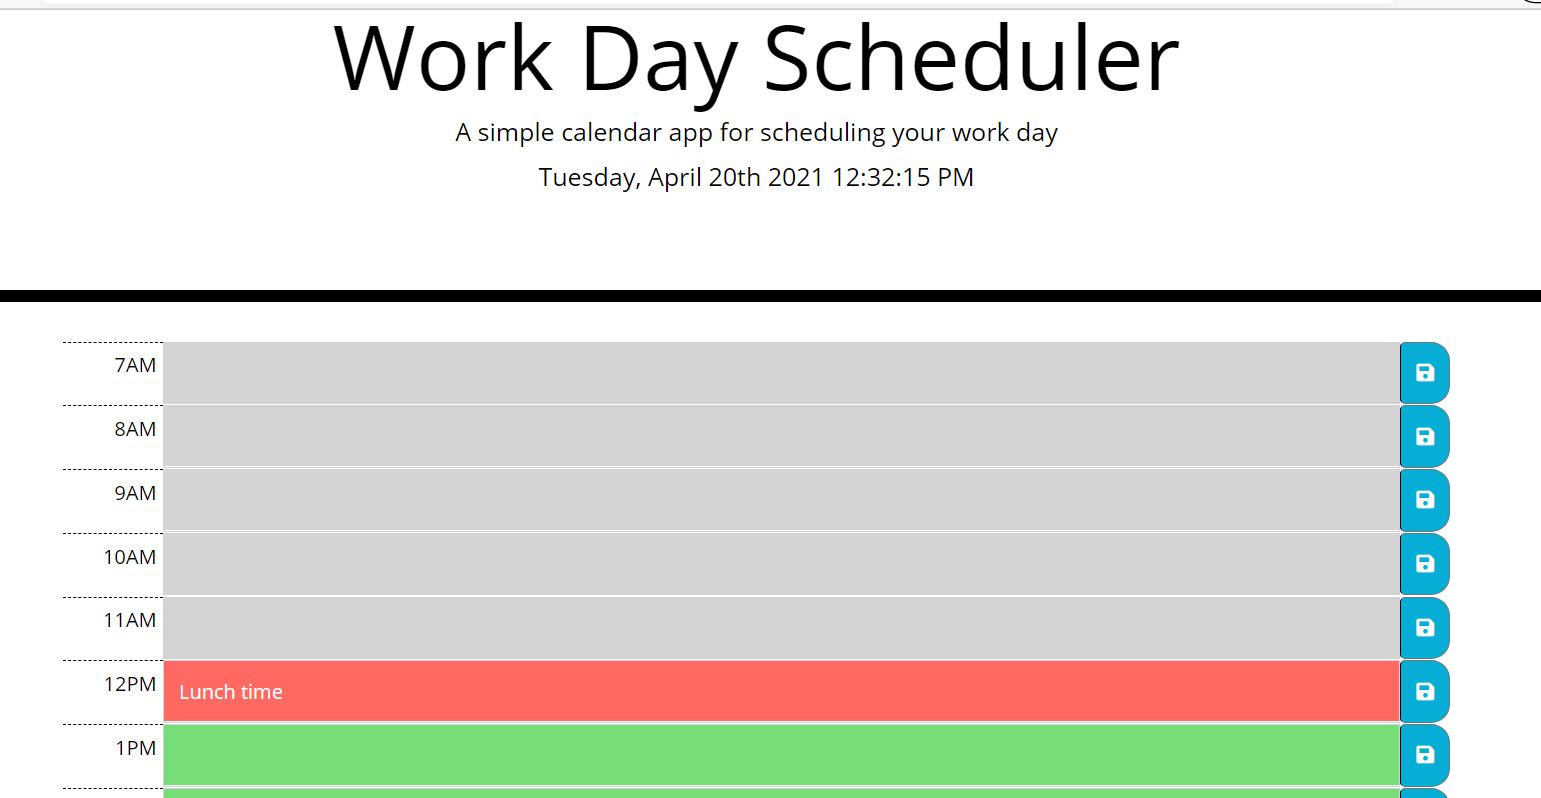 Work Day Scheduler
A simple calendar app for scheduling your work day
Tuesday, April 20th 2021 12:32:15 PM
7AM
8AM
9AM
10AM
11AM
12PM Lunch time
1PM